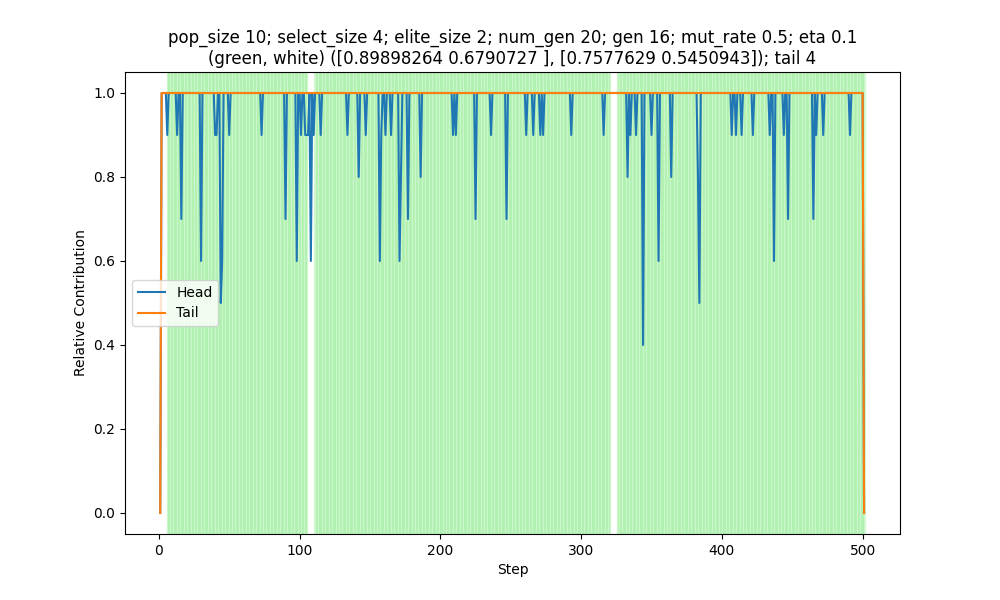 pop_size 10; select_size 4; elite_size 2; num_gen 20; gen 16; mut_rate 0.5; eta 0.1
(green, white) ([0.89898264 0.6790727 ], [0.7577629 0.5450943]); tail 4
1.0
0.8
0.6
0.4
0.2
0.0
Relative Contribution
Head
Tail
0 100 200 300 400 500
Step